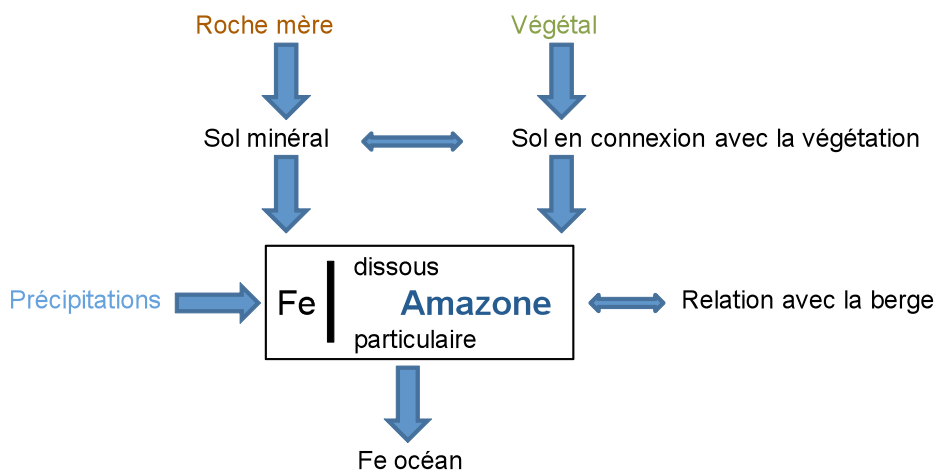 Roche mère
Végétal
Sol minéral
Sol en connexion avec la végétation
dissous
Précipitations
Fe
Amazone
Relation avec la berge
particulaire
Fe océan